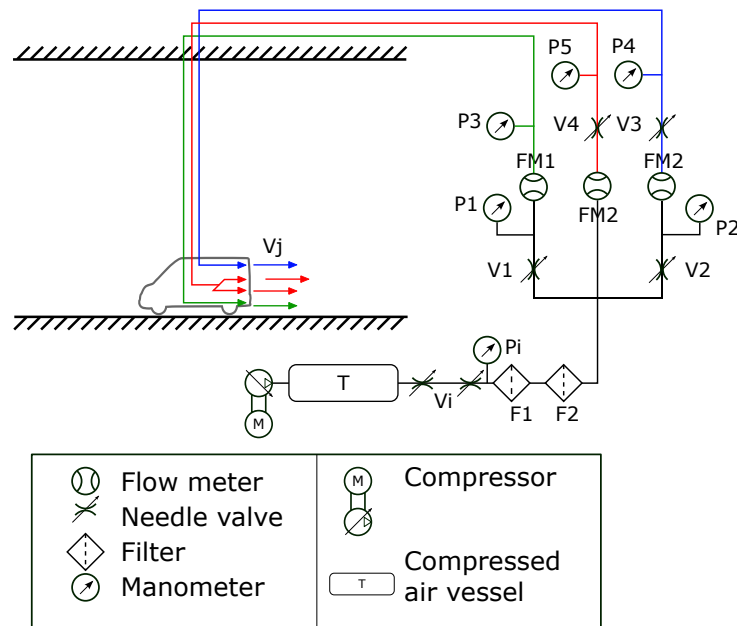 P5
P4
P3
V4
V3
FM1
FM2
FM2
P1
P2
Vj
V1
V2
Pi
T
Vi
F1
F2
M
Flow meter
Needle valve
Filter
Manometer
M
Compressor
T
Compressed
air vessel